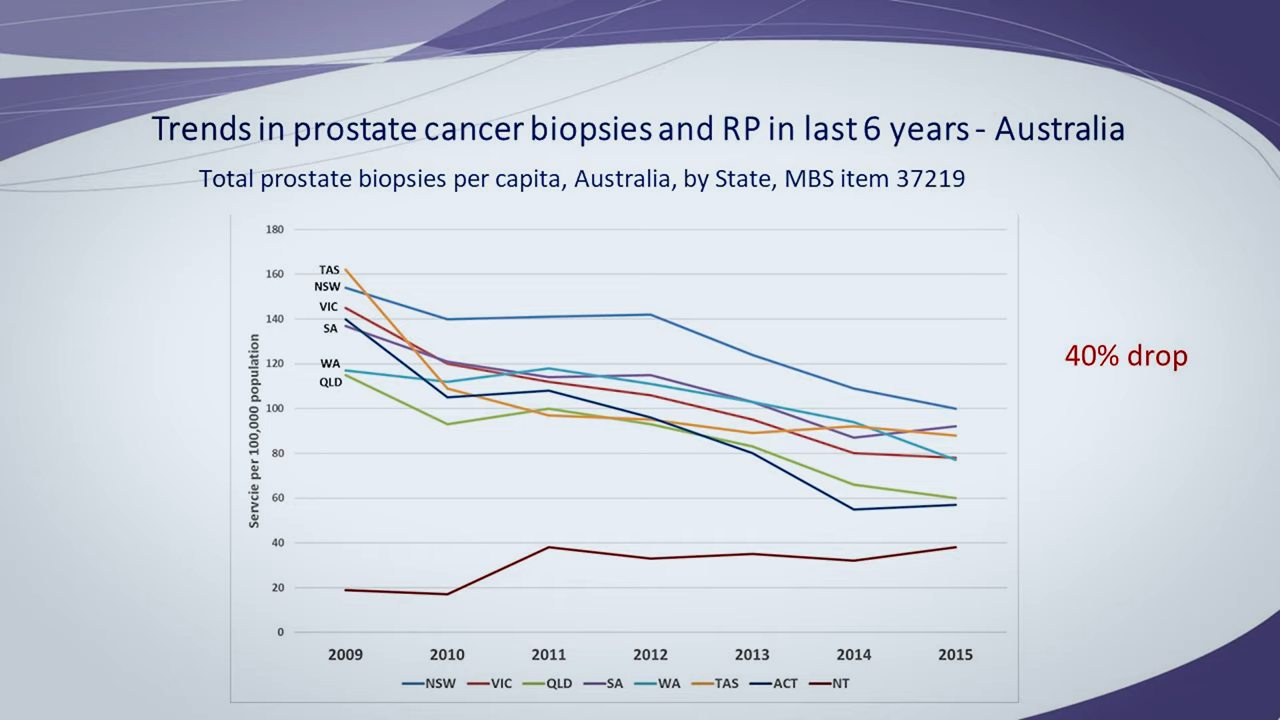 Trends in prostate cancer biopsies and RP in last 6 years - Australia
Total prostate biopsies per capita, Australia, by State, MBS item 37219
180
160
140
120
100
80
60
40
20
0
Servcie per 100,000 population
TAS
NSW
VIC
SA
WA
QLD
40% drop
2009 2010 2011 2012 2013 2014 2015
NSW VIC QLD SA WA TAS ACT NT